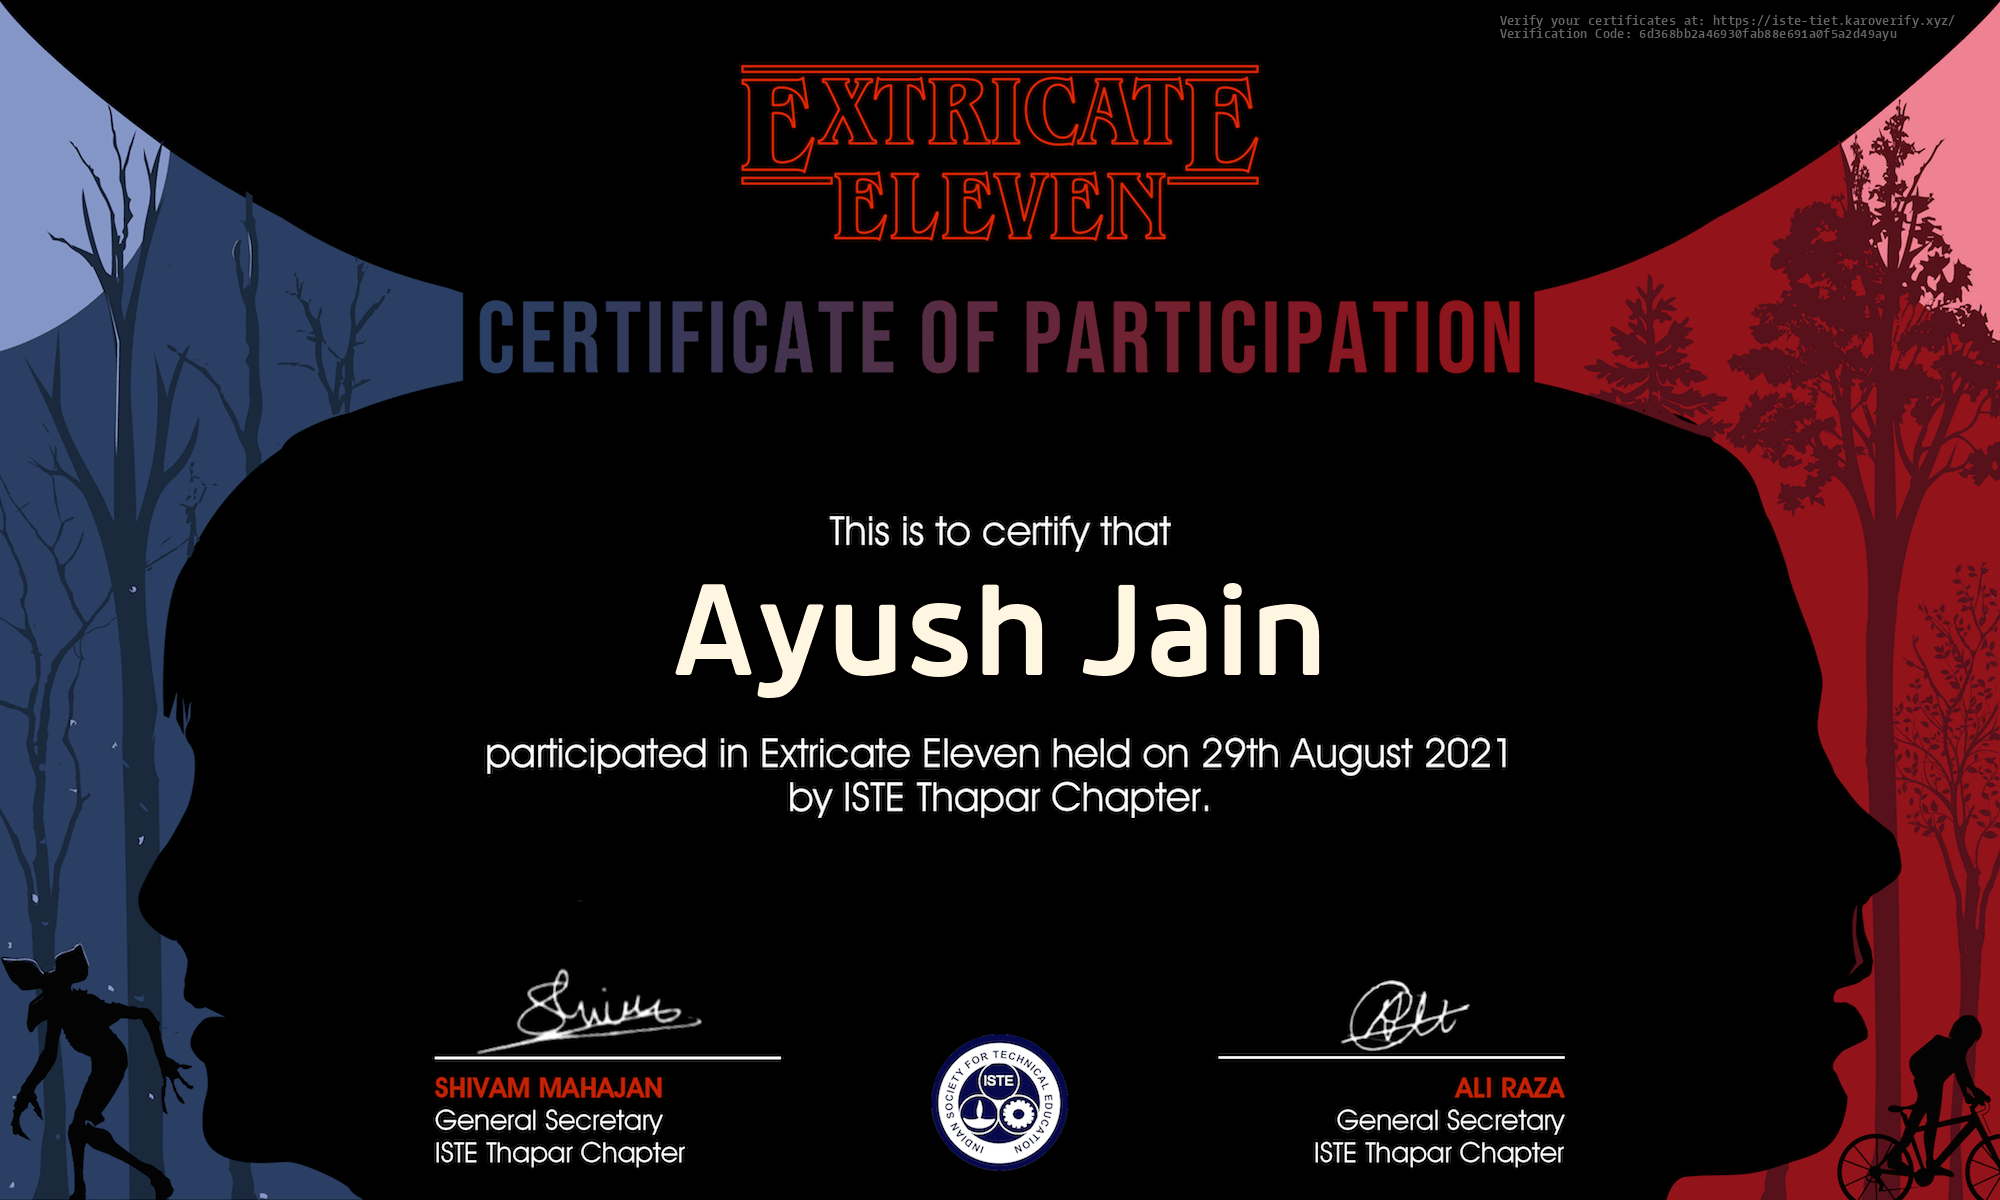 Verify your certificates at: https://iste-tiet.karoverify.xyz/
Verification Code: 6d368bb2a46930fab88e691a0f5a2d49ayu
EXTRICATE
ELEVEN
CERTIFICATE OF PARTICIPATION
This is to certify that
Ayush Jain
participated in Extricate Eleven held on 29th August 2021
by ISTE Thapar Chapter.
SHIVAM MAHAJAN
General Secretary
ISTE Thapar Chapter
INDIAN SOCIETY FOR TECHNICAL EDUCATION
ISTE
ALI RAZA
General Secretary
ISTE Thapar Chapter